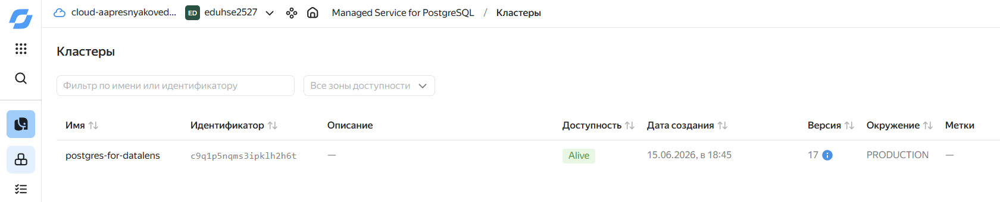 cloud-aapresnyakoved... ED eduhse2527 Managed Service for PostgreSQL / Кластеры
Кластеры
Фильтр по имени или идентификатору Все зоны доступности
Имя Идентификатор Описание Доступность Дата создания Версия Окружение Метки
postgres-for-datalens c9q1p5nqms3ipklh2h6t — Alive 15.06.2026, в 18:45 17 PRODUCTION —